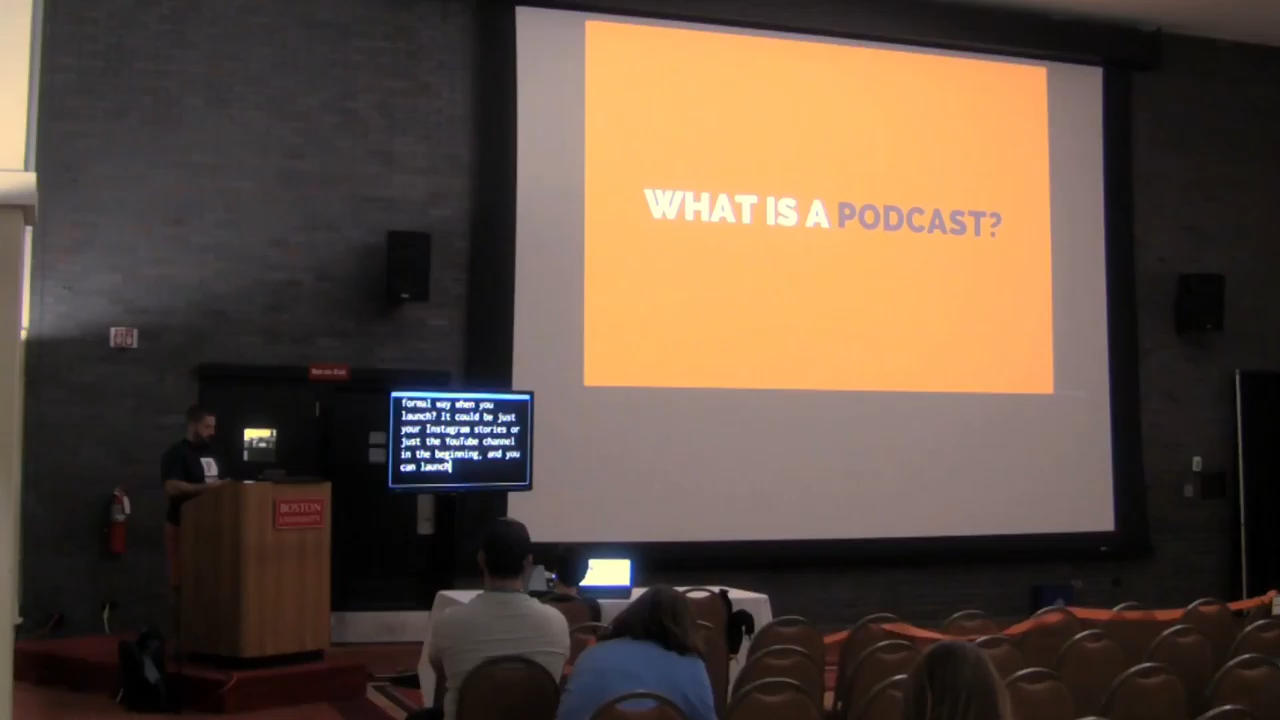 WHAT IS A PODCAST?
formal way when you
launch? It could be just
your Instagram stories or
just the YouTube channel
in the beginning, and you
can launch
BOSTON
UNIVERSITY